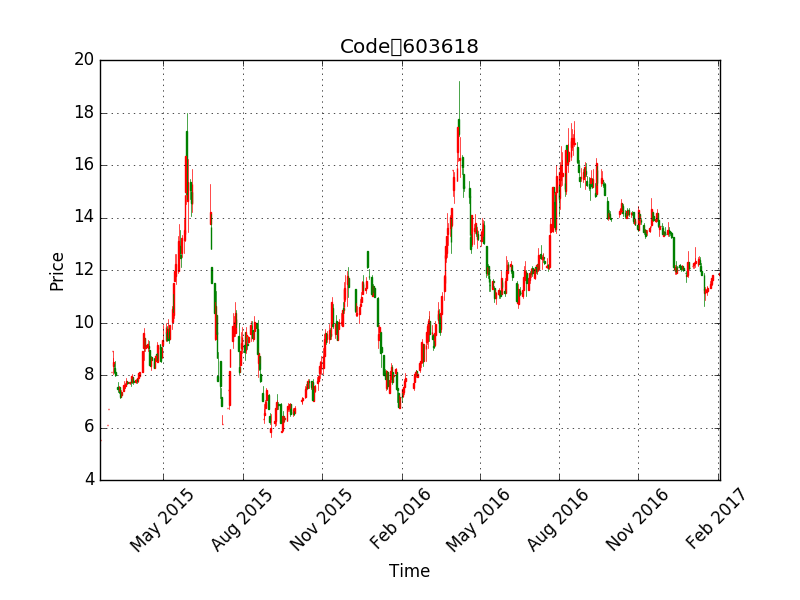 Code▯603618
20
18
16
14
12
10
8
6
4
Price
May 2015
Aug 2015
Nov 2015
Feb 2016
May 2016
Aug 2016
Nov 2016
Feb 2017
Time